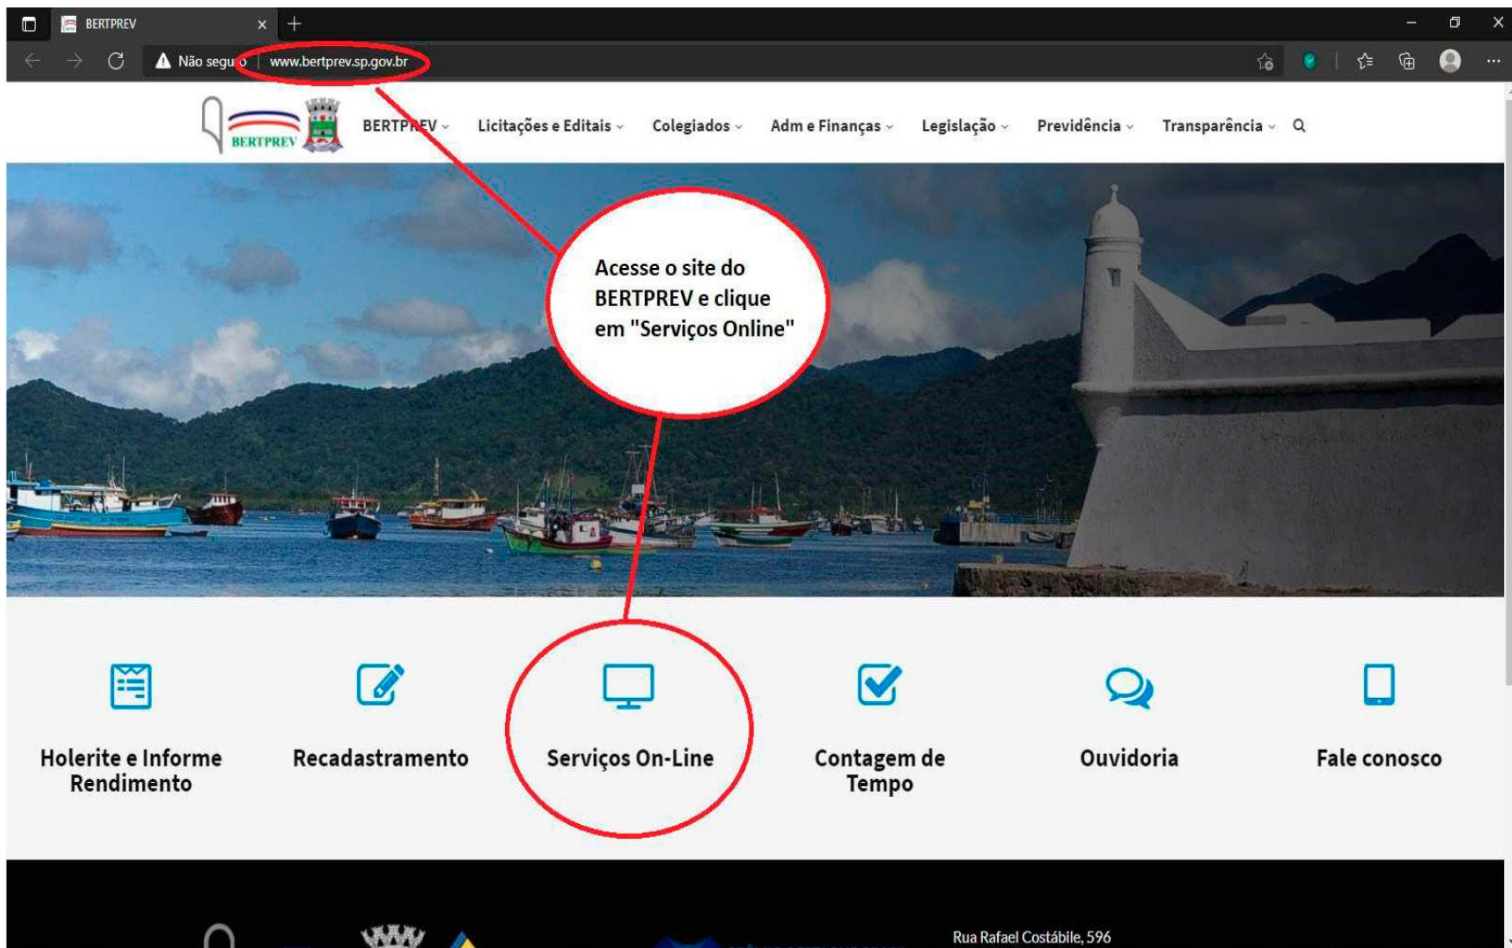 BERTPREV
Não seguro
www.bertprev.sp.gov.br
BERTPREV
BERTPREV
Licitações e Editais
Colegiados
Adm e Finanças
Legislação
Previdência
Transparência
Acesse o site do
BERTPREV e clique
em "Serviços Online"
Holerite e Informe
Rendimento
Recadastramento
Serviços On-Line
Contagem de
Tempo
Ouvidoria
Fale conosco
Rua Rafael Costábile, 596